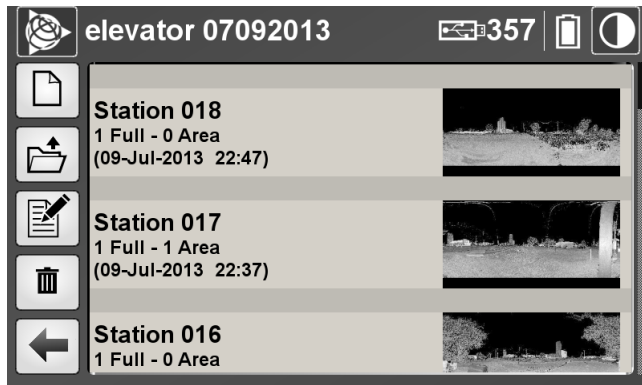 elevator 07092013
357
Station 018
1 Full - 0 Area
(09-Jul-2013 22:47)
Station 017
1 Full - 1 Area
(09-Jul-2013 22:37)
Station 016
1 Full - 0 Area